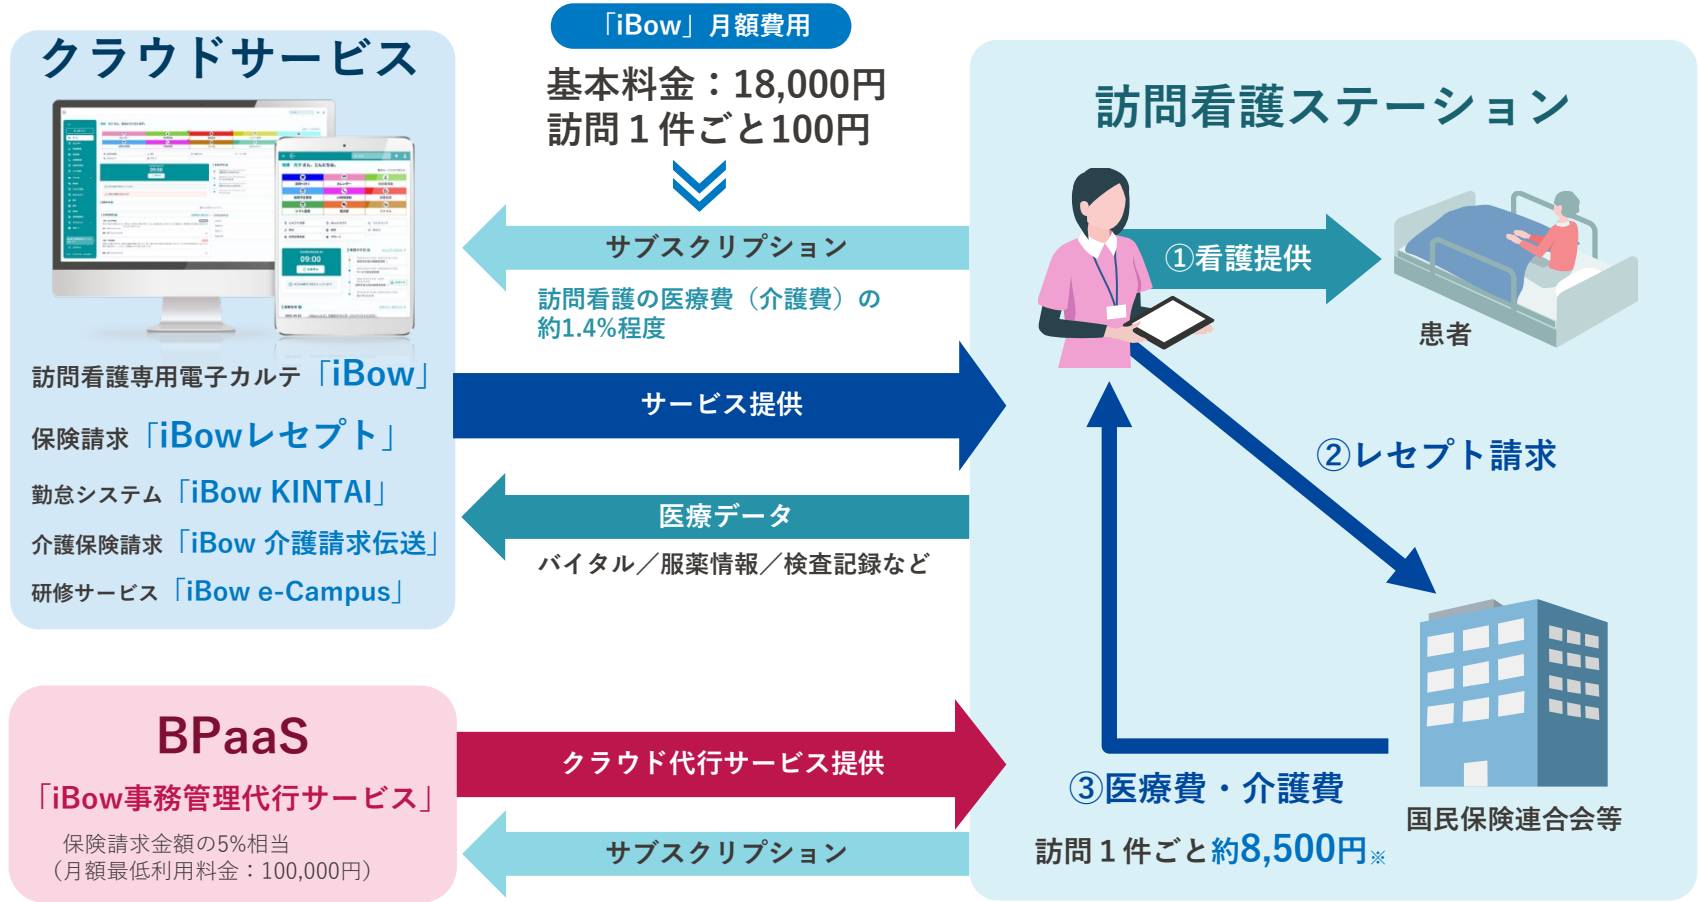 クラウドサービス
09:00
09:00
訪問看護専用電子カルテ「iBow」
保険請求「iBowレセプト」
勤怠システム「iBow KINTAI」
介護保険請求「iBow 介護請求伝送」
研修サービス「iBow e-Campus」
「iBow」月額費用
基本料金：18,000円
訪問１件ごと100円
サブスクリプション
訪問看護の医療費（介護費）の
約1.4%程度
サービス提供
医療データ
バイタル／服薬情報／検査記録など
訪問看護ステーション
①看護提供
患者
②レセプト請求
③医療費・介護費
訪問１件ごと約8,500円※
国民保険連合会等
BPaaS
「iBow事務管理代行サービス」
保険請求金額の5%相当
（月額最低利用料金：100,000円）
クラウド代行サービス提供
サブスクリプション